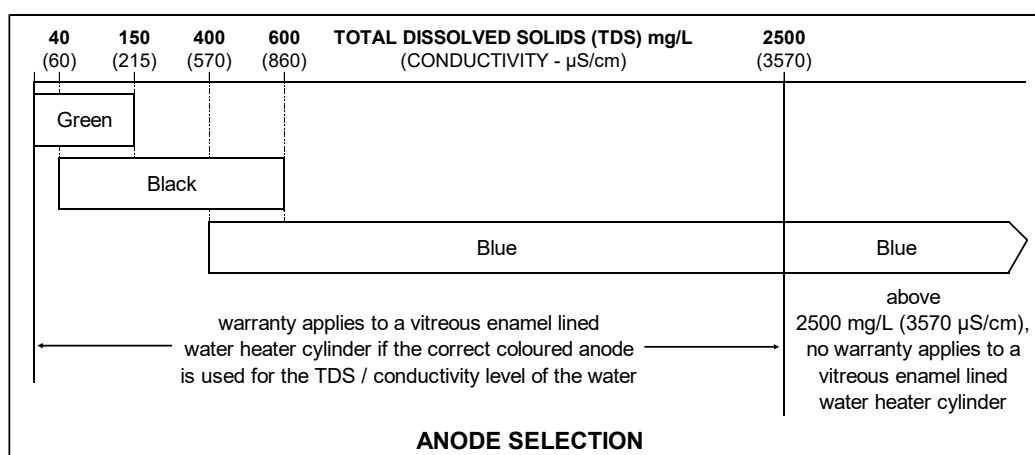 40 150 400 600 TOTAL DISSOLVED SOLIDS (TDS) mg/L 2500
(60) (215) (570) (860) (CONDUCTIVITY - µS/cm) (3570)
Green
Black
Blue Blue
warranty applies to a vitreous enamel lined
water heater cylinder if the correct coloured anode
is used for the TDS / conductivity level of the water
above
2500 mg/L (3570 µS/cm),
no warranty applies to a
vitreous enamel lined
water heater cylinder
ANODE SELECTION